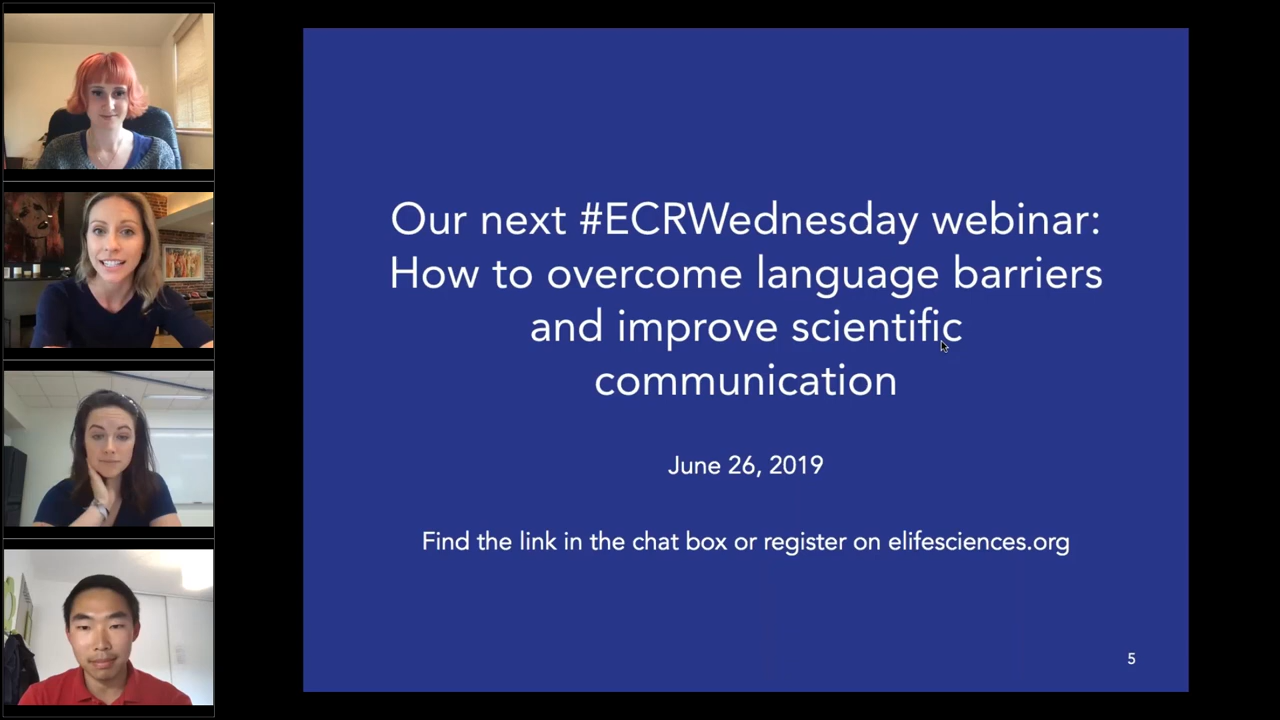 Our next #ECRWednesday webinar:
How to overcome language barriers
and improve scientific
communication
June 26, 2019
Find the link in the chat box or register on elifesciences.org
5